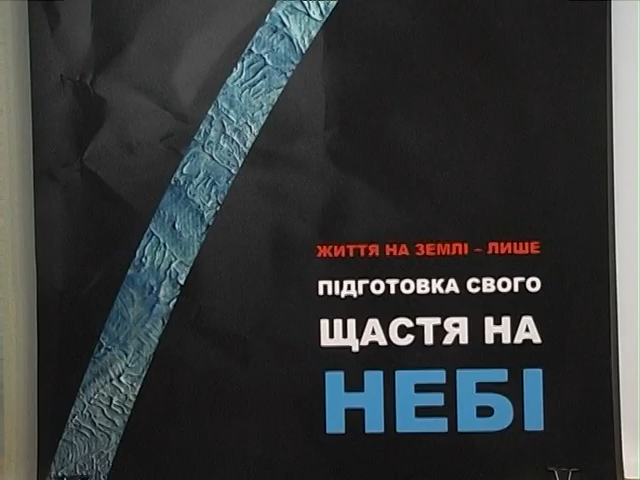 ЖИТТЯ НА ЗЕМЛІ – ЛИШЕ
ПІДГОТОВКА СВОГО
ЩАСТЯ НА
НЕБІ